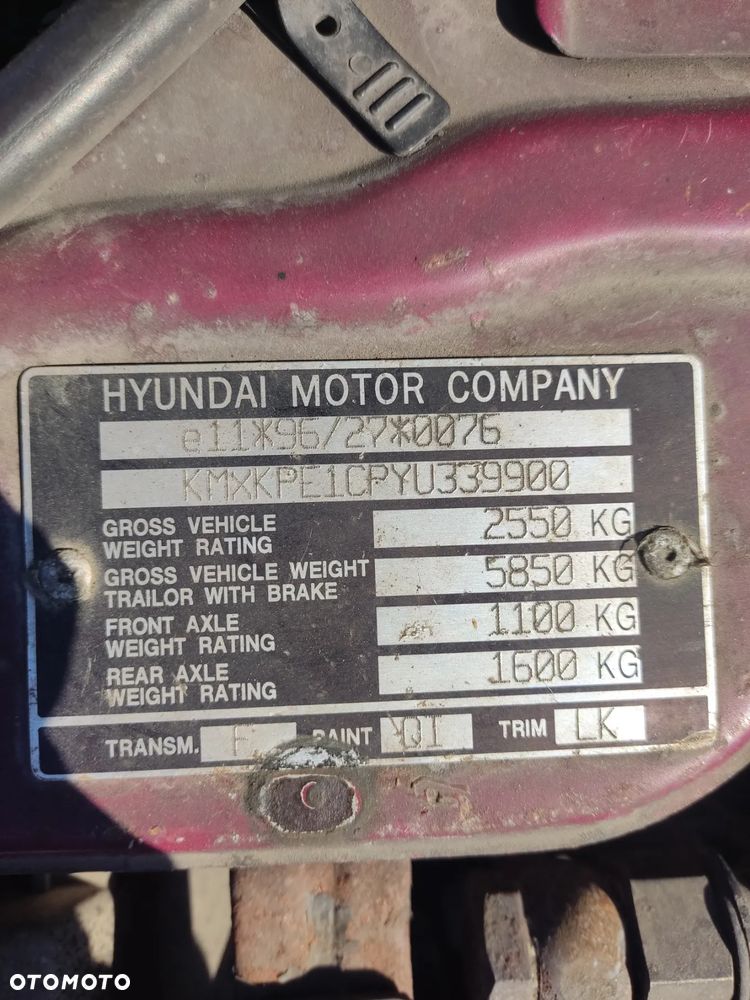 HYUNDAI MOTOR COMPANY
e11*96/27*0076
KMXKPE1CPYU339900
GROSS VEHICLE
WEIGHT RATING
2550 KG
GROSS VEHICLE WEIGHT
TRAILOR WITH BRAKE
5850 KG
FRONT AXLE
WEIGHT RATING
1100 KG
REAR AXLE
WEIGHT RATING
1600 KG
TRANSM. F PAINT QI TRIM LK
OTOMOTO